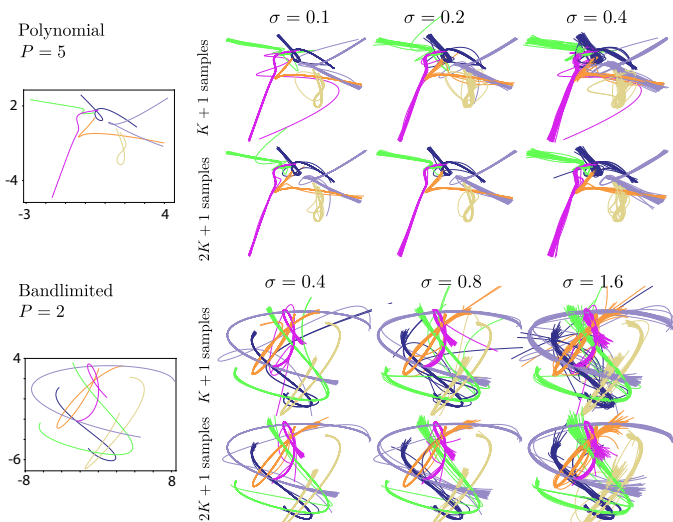 Polynomial
P = 5
σ = 0.1
σ = 0.2
σ = 0.4
K + 1 samples
2K + 1 samples
2
-4
-3
4
Bandlimited
P = 2
σ = 0.4
σ = 0.8
σ = 1.6
K + 1 samples
2K + 1 samples
4
-6
-8
8